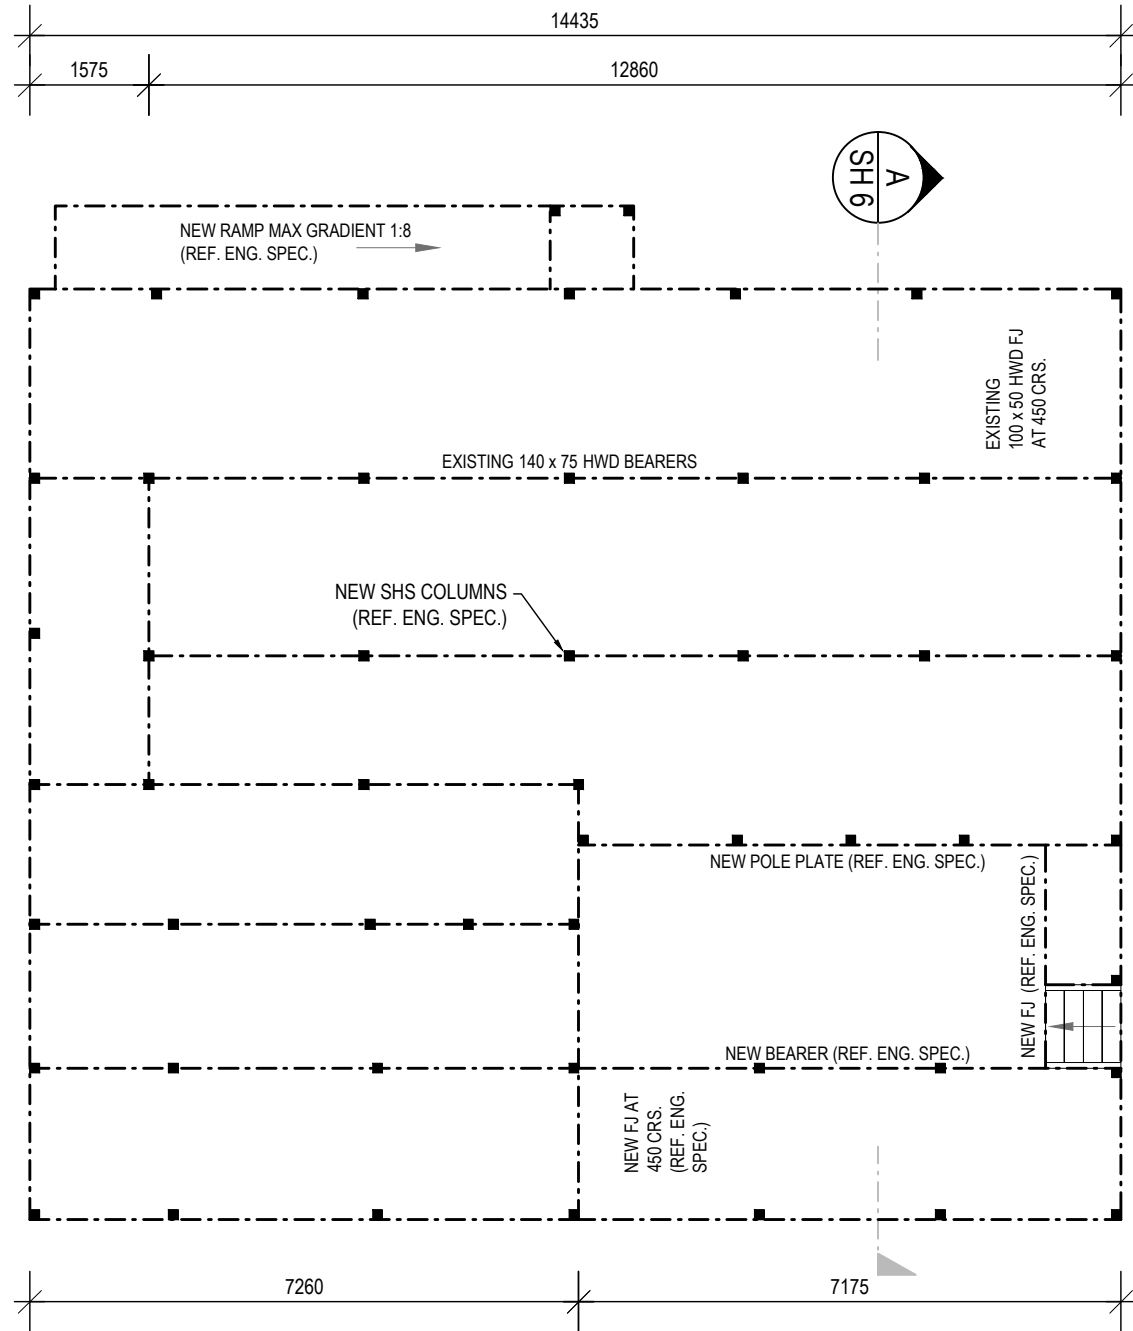 14435
1575
12860
A
SH 6
NEW RAMP MAX GRADIENT 1:8
(REF. ENG. SPEC.)
EXISTING
100 x 50 HWD FJ
AT 450 CRS.
EXISTING 140 x 75 HWD BEARERS
NEW SHS COLUMNS
(REF. ENG. SPEC.)
NEW POLE PLATE (REF. ENG. SPEC.)
NEW FJ (REF. ENG. SPEC.)
NEW BEARER (REF. ENG. SPEC.)
NEW FJ AT
450 CRS.
(REF. ENG.
SPEC.)
7260
7175